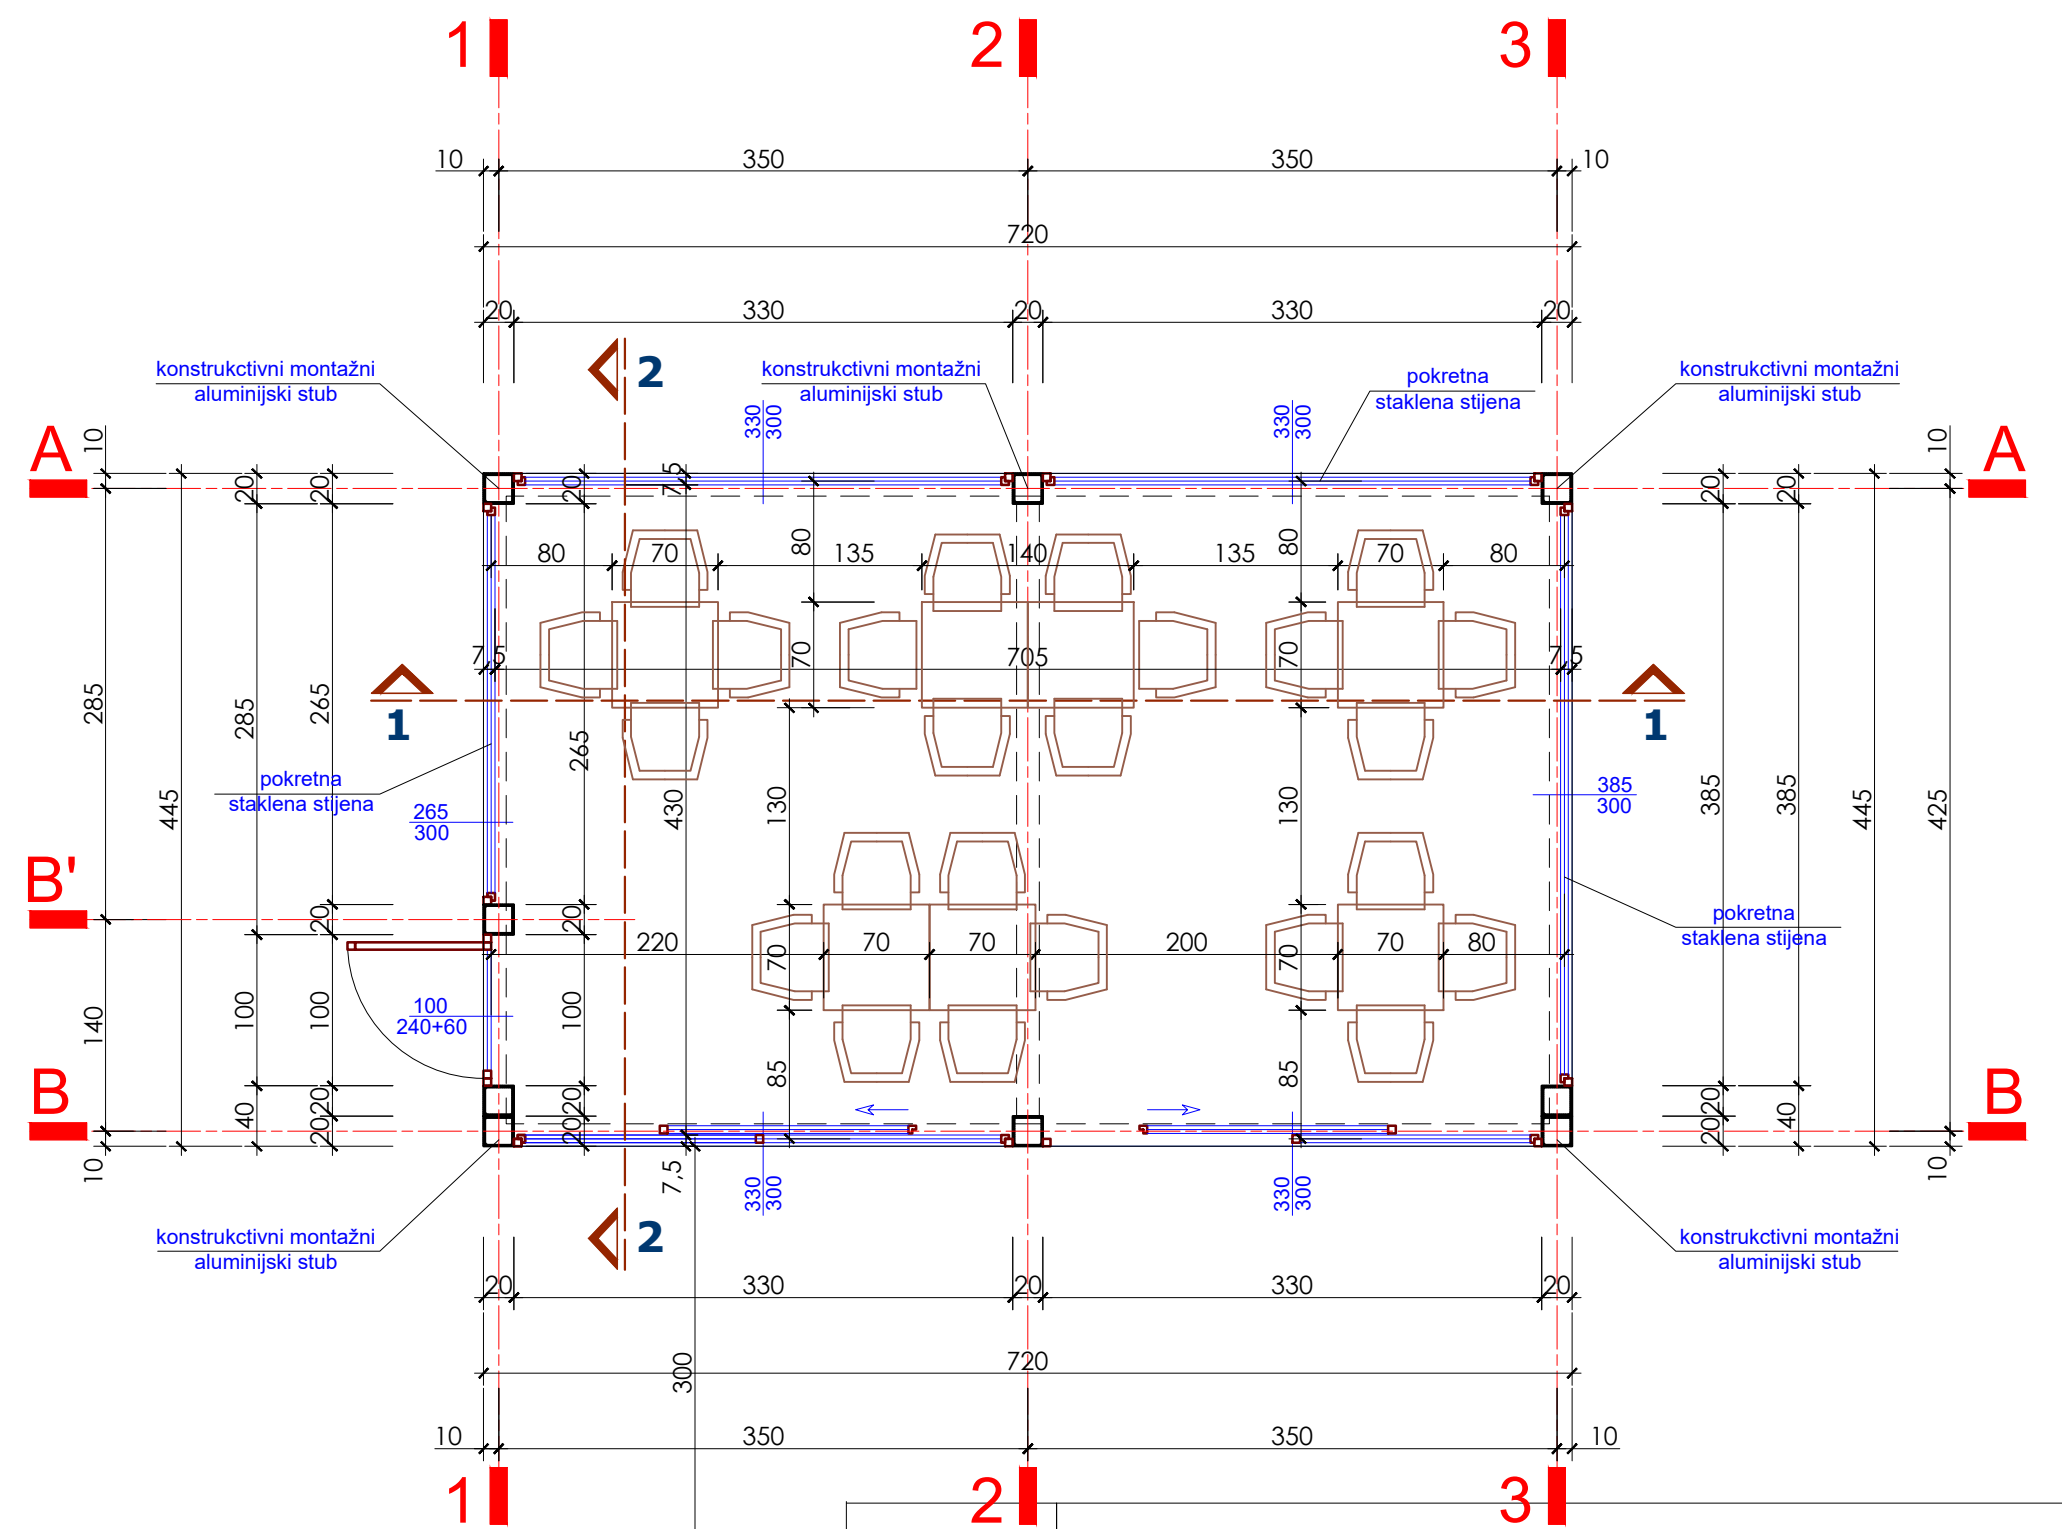 1 2 3
10 350 350 10
720
20 330 20 330 20
konstrukctivni montažni
aluminijski stub
2
konstrukctivni montažni
aluminijski stub
pokretna
staklena stijena
konstrukctivni montažni
aluminijski stub
330
300
330
300
A
10
10
A
20 20 20 7,5 20 20
80 70 80 135 140 135 80 70 80
7,5 70 705 70 7,5
1 1
285 285 265 265
pokretna
staklena stijena
445 430 130 130
265
300
385
300
385 385 445 425
B'
20 20
pokretna
staklena stijena
220 70 70 70 200 70 70 80
100
240+60
140 100 100 100
B
40 20 20 20 20 85 85 20 20 40
B
10 10
7,5
330
300
330
300
konstrukctivni montažni
aluminijski stub
2
konstrukctivni montažni
aluminijski stub
20 330 20 330 20
300
720
10 350 350 10
1 2 3